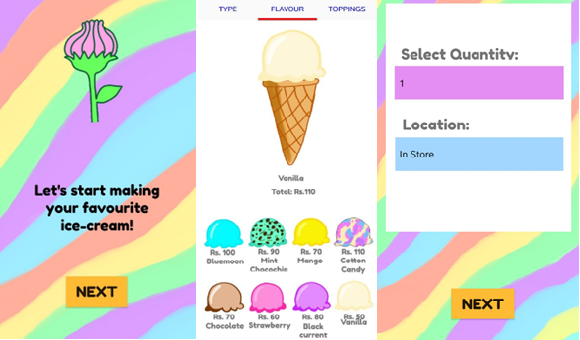 Let's start making
your favourite
ice-cream!
NEXT
TYPE FLAVOUR TOPPINGS
Vanilla
Total: Rs.110
Rs. 100 Rs. 90 Rs. 70 Rs. 110
Bluemoon Mint Mango Cotton
Chocochip Candy
Rs. 70 Rs. 60 Rs. 80 Rs. 50
Chocolate Strawberry Black Vanilla
current
Select Quantity:
1
Location:
In Store
NEXT